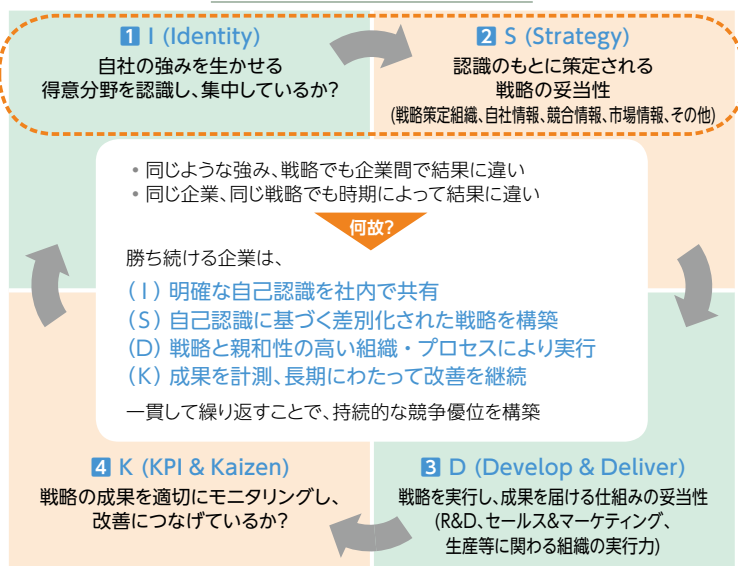 1 I (Identity)
自社の強みを生かせる
得意分野を認識し、集中しているか?
2 S (Strategy)
認識のもとに策定される
戦略の妥当性
(戦略策定組織、自社情報、競合情報、市場情報、その他)
• 同じような強み、戦略でも企業間で結果に違い
• 同じ企業、同じ戦略でも時期によって結果に違い
何故?
勝ち続ける企業は、
(I) 明確な自己認識を社内で共有
(S) 自己認識に基づく差別化された戦略を構築
(D) 戦略と親和性の高い組織・プロセスにより実行
(K) 成果を計測、長期にわたって改善を継続
一貫して繰り返すことで、持続的な競争優位を構築
4 K (KPI & Kaizen)
戦略の成果を適切にモニタリングし、
改善につなげているか?
3 D (Develop & Deliver)
戦略を実行し、成果を届ける仕組みの妥当性
(R&D、セールス&マーケティング、
生産等に関わる組織の実行力)